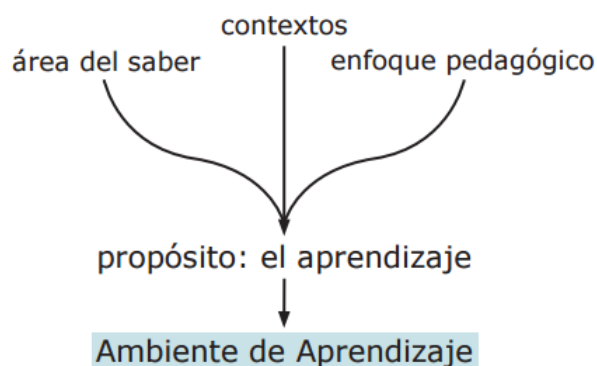 contextos
área del saber
enfoque pedagógico
propósito: el aprendizaje
Ambiente de Aprendizaje